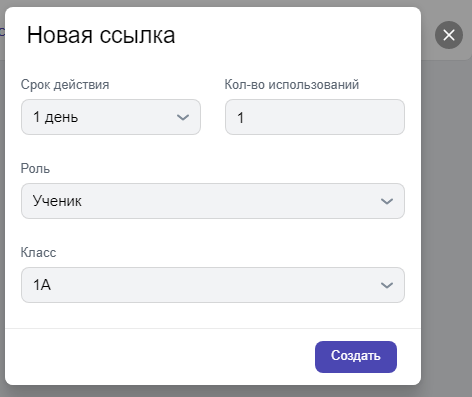 Новая ссылка
Срок действия
Кол-во использований
1 день
1
Роль
Ученик
Класс
1А
Создать